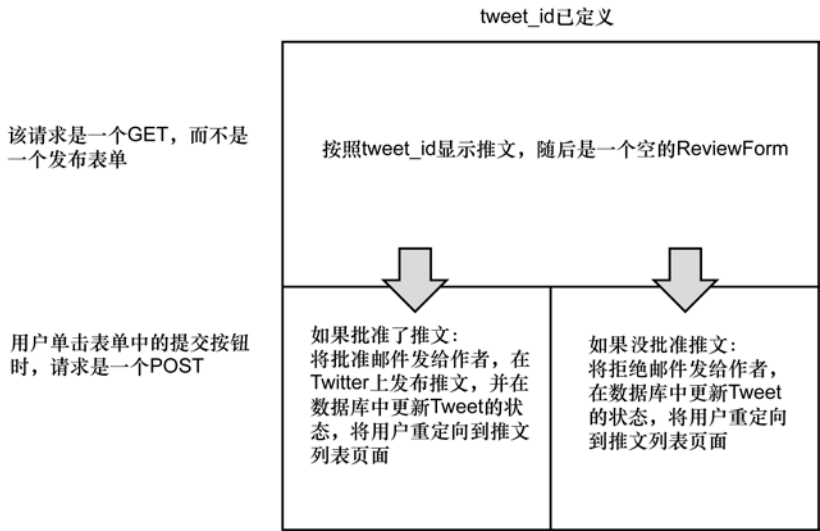 tweet_id已定义
该请求是一个GET，而不是
一个发布表单
按照tweet_id显示推文，随后是一个空的ReviewForm
用户单击表单中的提交按钮
时，请求是一个POST
如果批准了推文：
将批准邮件发给作者，在
Twitter上发布推文，并在
数据库中更新Tweet的状
态，将用户重定向到推文
列表页面
如果没批准推文：
将拒绝邮件发给作者，
在数据库中更新Tweet
的状态，将用户重定向
到推文列表页面